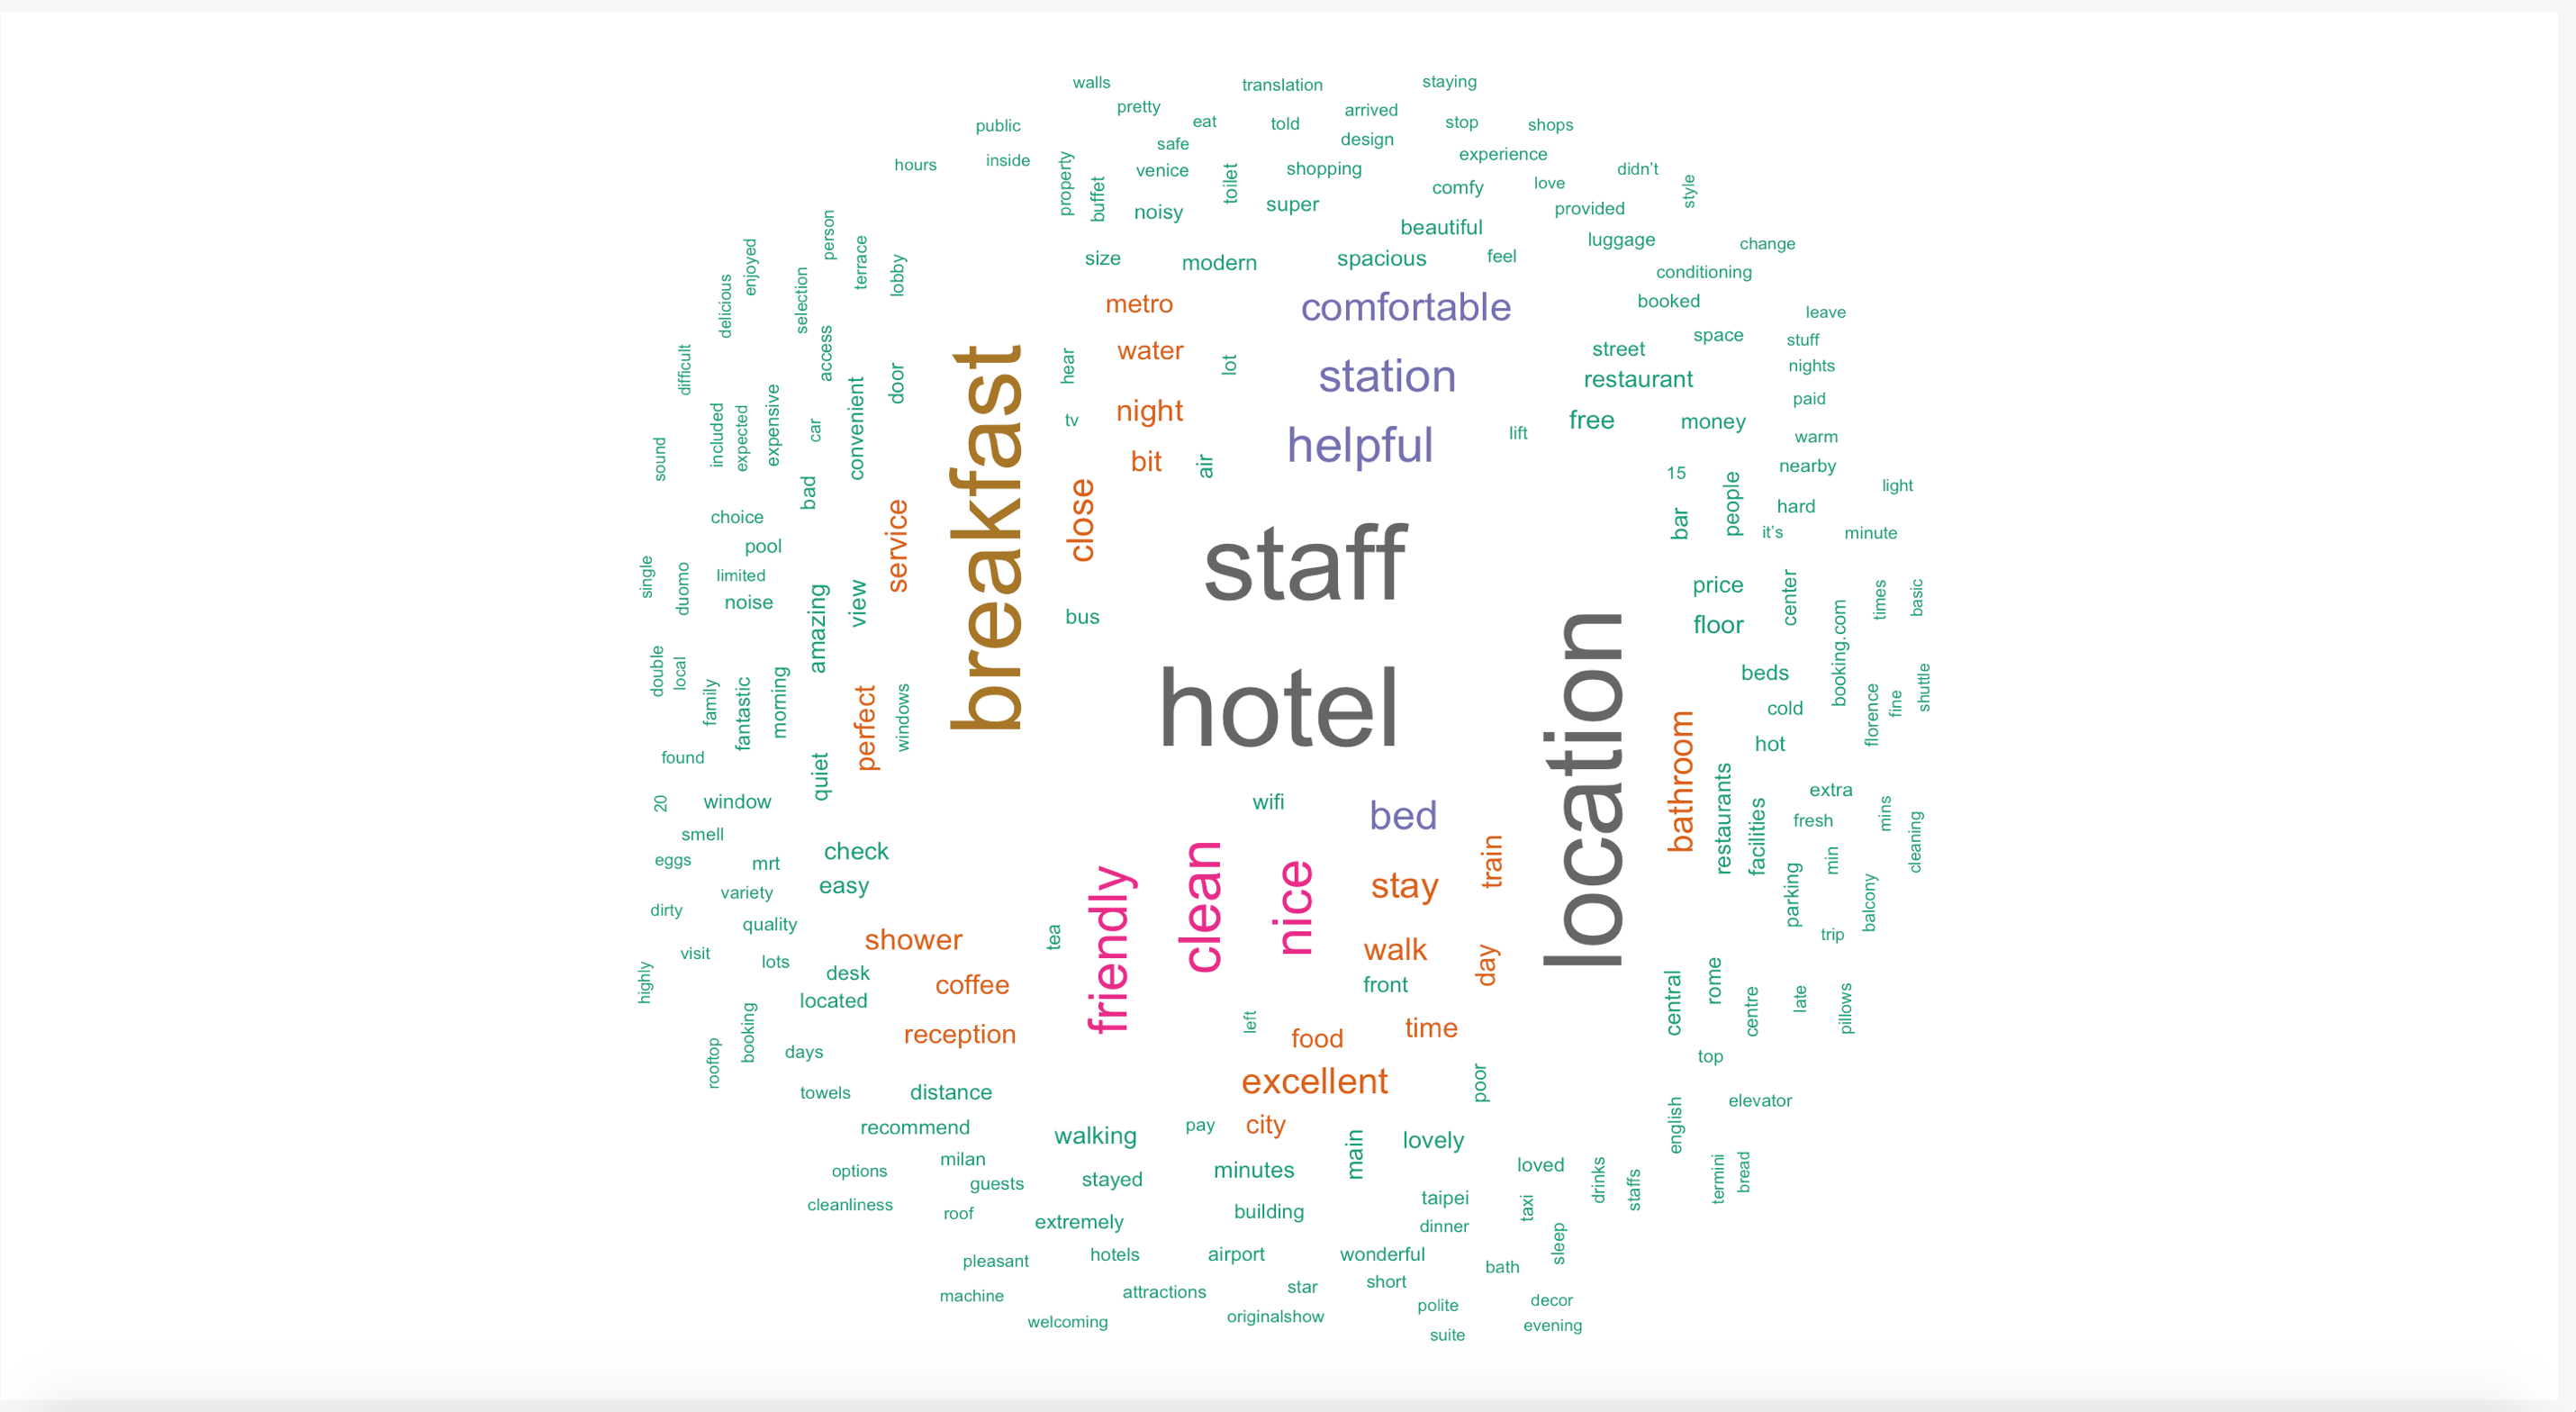 walls
translation
staying
pretty
arrived
public
eat
told
stop
shops
safe
design
hours
inside
property
buffet
venice
toilet
shopping
experience
didn't
comfy
love
style
noisy
super
provided
person
terrace
lobby
beautiful
luggage
change
enjoyed
delicious
selection
size
modern
spacious
feel
conditioning
metro
comfortable
booked
leave
difficult
access
door
breakfast
hear
water
lot
station
street
space
stuff
restaurant
nights
included
expected
expensive
car
convenient
tv
night
free
money
paid
sound
bit
air
helpful
lift
warm
15
nearby
bad
service
close
bar
people
hard
light
choice
staff
it's
minute
pool
single
duomo
limited
noise
amazing
view
bus
price
center
floor
booking.com
times
basic
double
local
family
fantastic
morning
perfect
windows
hotel
location
beds
cold
florence
fine
shuttle
found
quiet
bathroom
hot
20
window
wifi
bed
restaurants
facilities
extra
fresh
mins
cleaning
smell
check
eggs
mrt
easy
friendly
clean
nice
stay
train
min
variety
parking
balcony
dirty
quality
shower
tea
walk
day
trip
visit
lots
desk
coffee
front
highly
located
central
rome
centre
late
pillows
reception
left
food
time
rooftop
booking
days
top
towels
distance
excellent
poor
elevator
recommend
walking
pay
city
main
lovely
english
milan
options
guests
stayed
minutes
loved
drinks
staffs
termini
bread
cleanliness
roof
extremely
building
taipei
taxi
dinner
sleep
pleasant
hotels
airport
wonderful
bath
machine
attractions
star
short
welcoming
originalshow
polite
decor
suite
evening